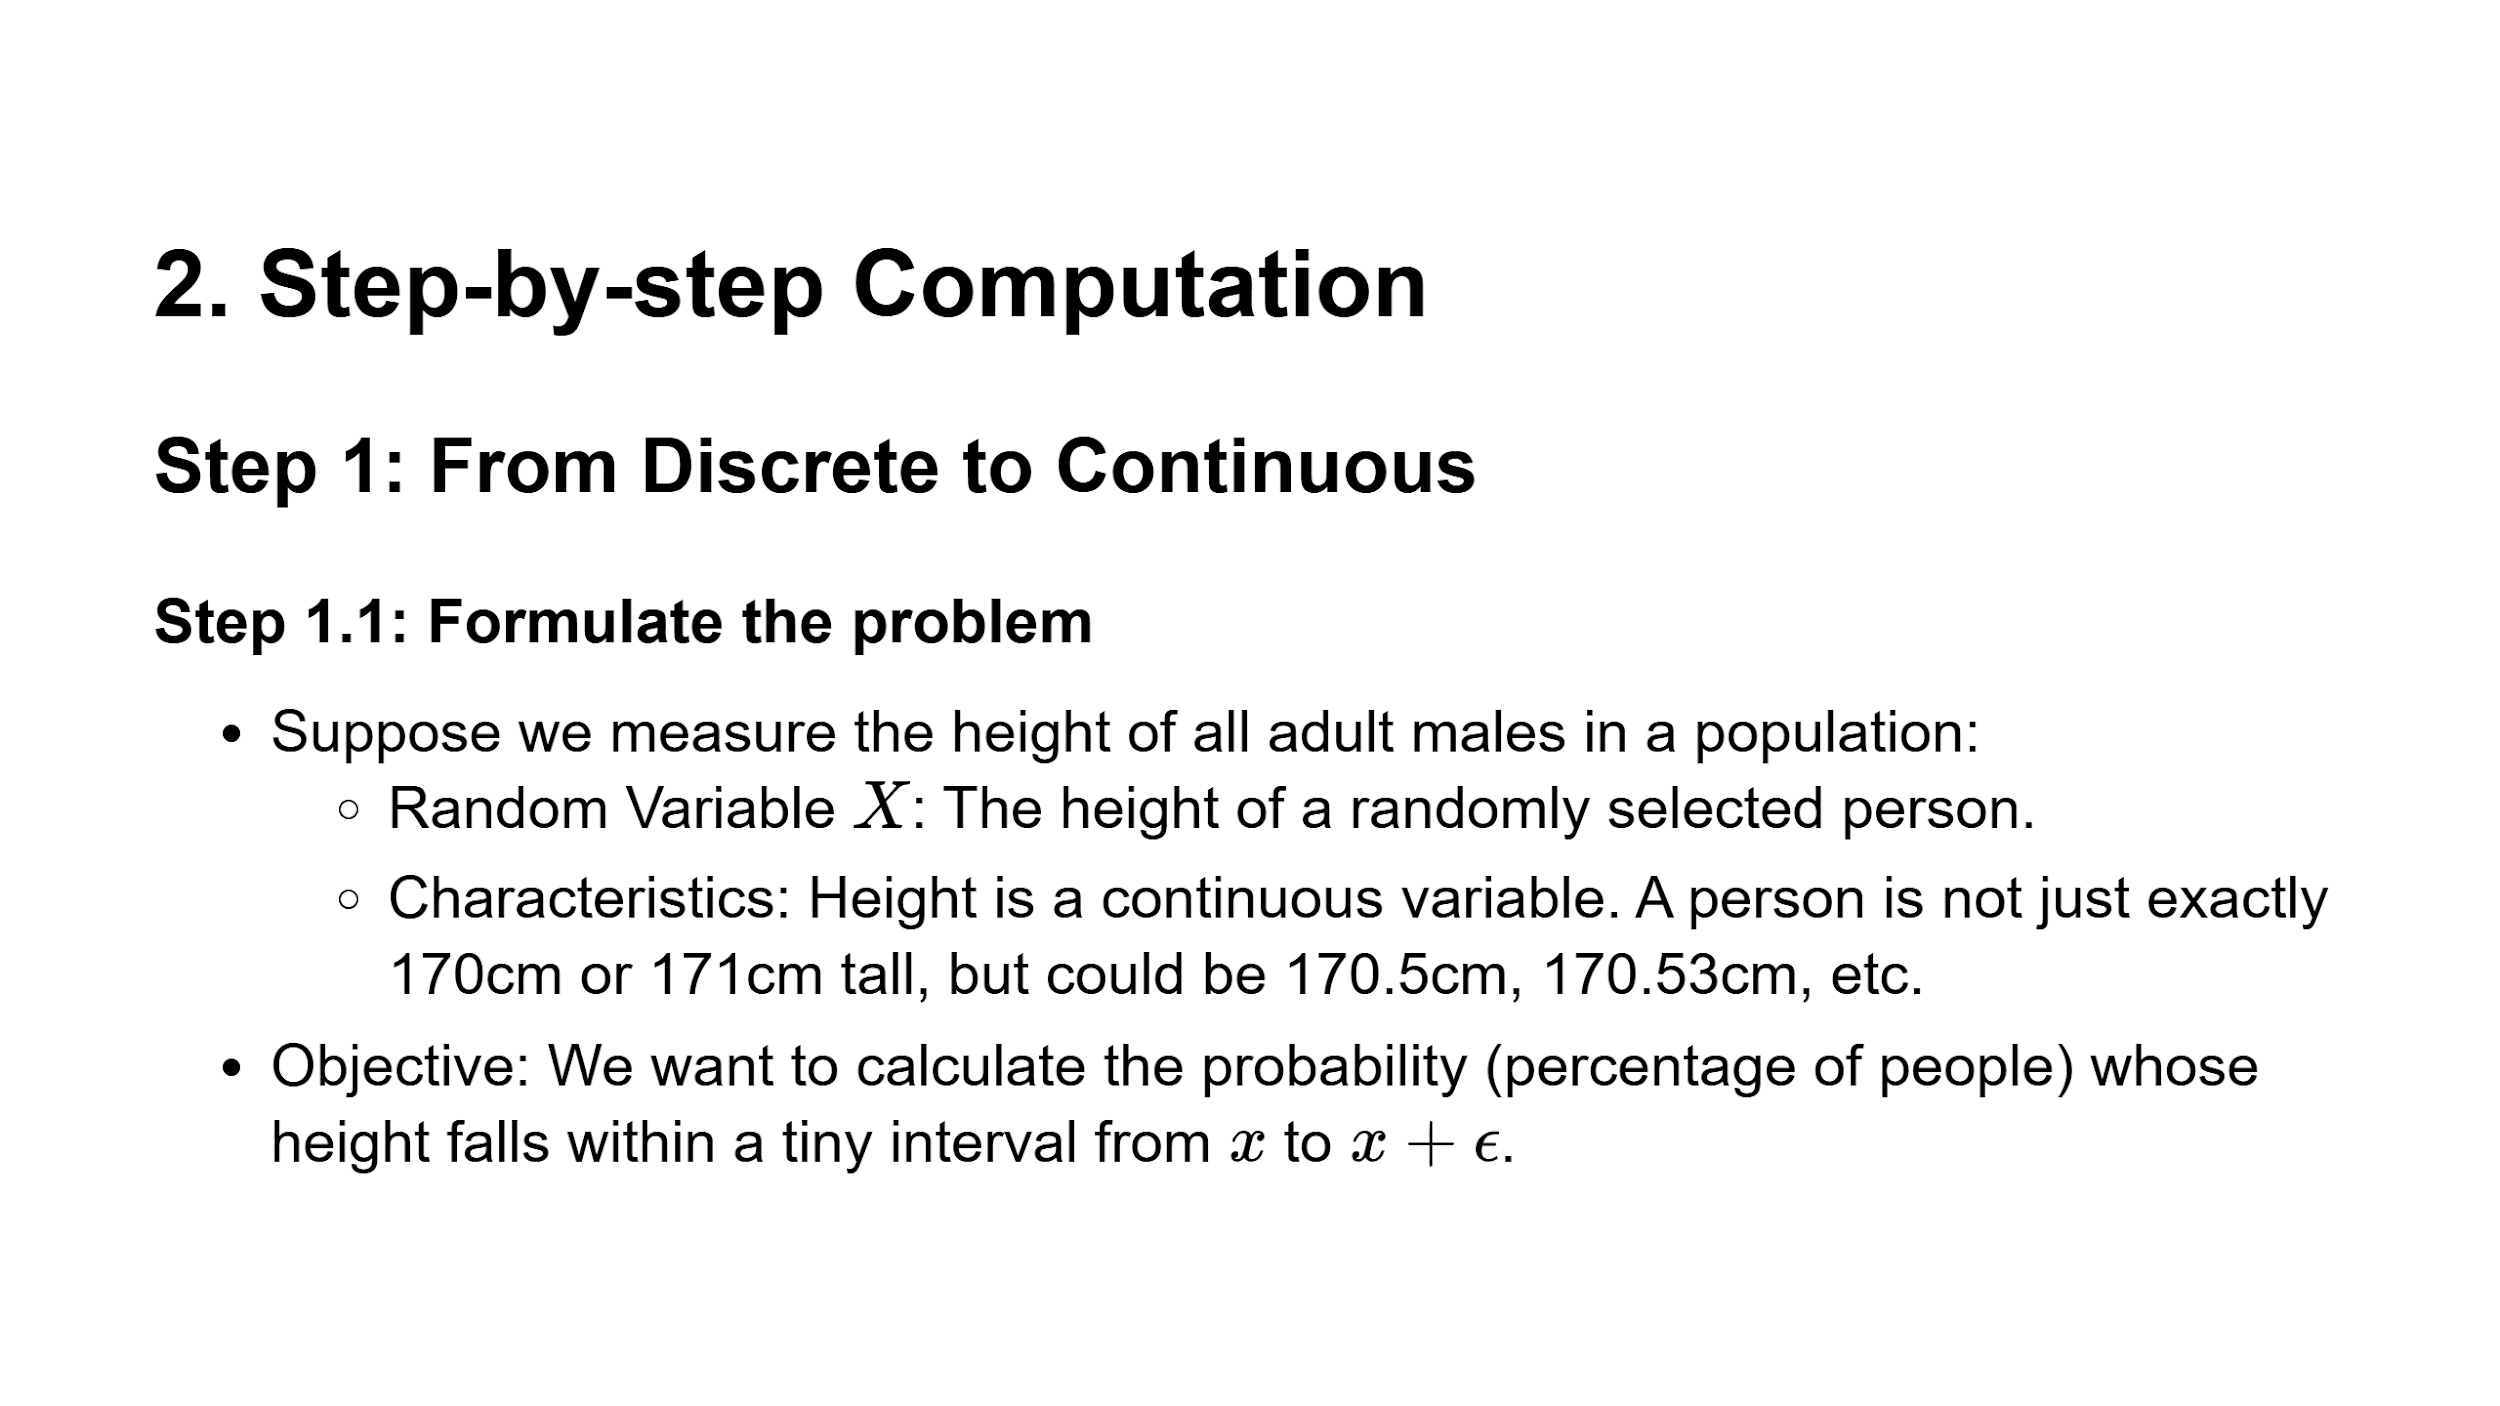 2. Step-by-step Computation
Step 1: From Discrete to Continuous
Step 1.1: Formulate the problem
• Suppose we measure the height of all adult males in a population:
○ Random Variable X: The height of a randomly selected person.
○ Characteristics: Height is a continuous variable. A person is not just exactly
170cm or 171cm tall, but could be 170.5cm, 170.53cm, etc.
• Objective: We want to calculate the probability (percentage of people) whose
height falls within a tiny interval from x to x + ϵ.